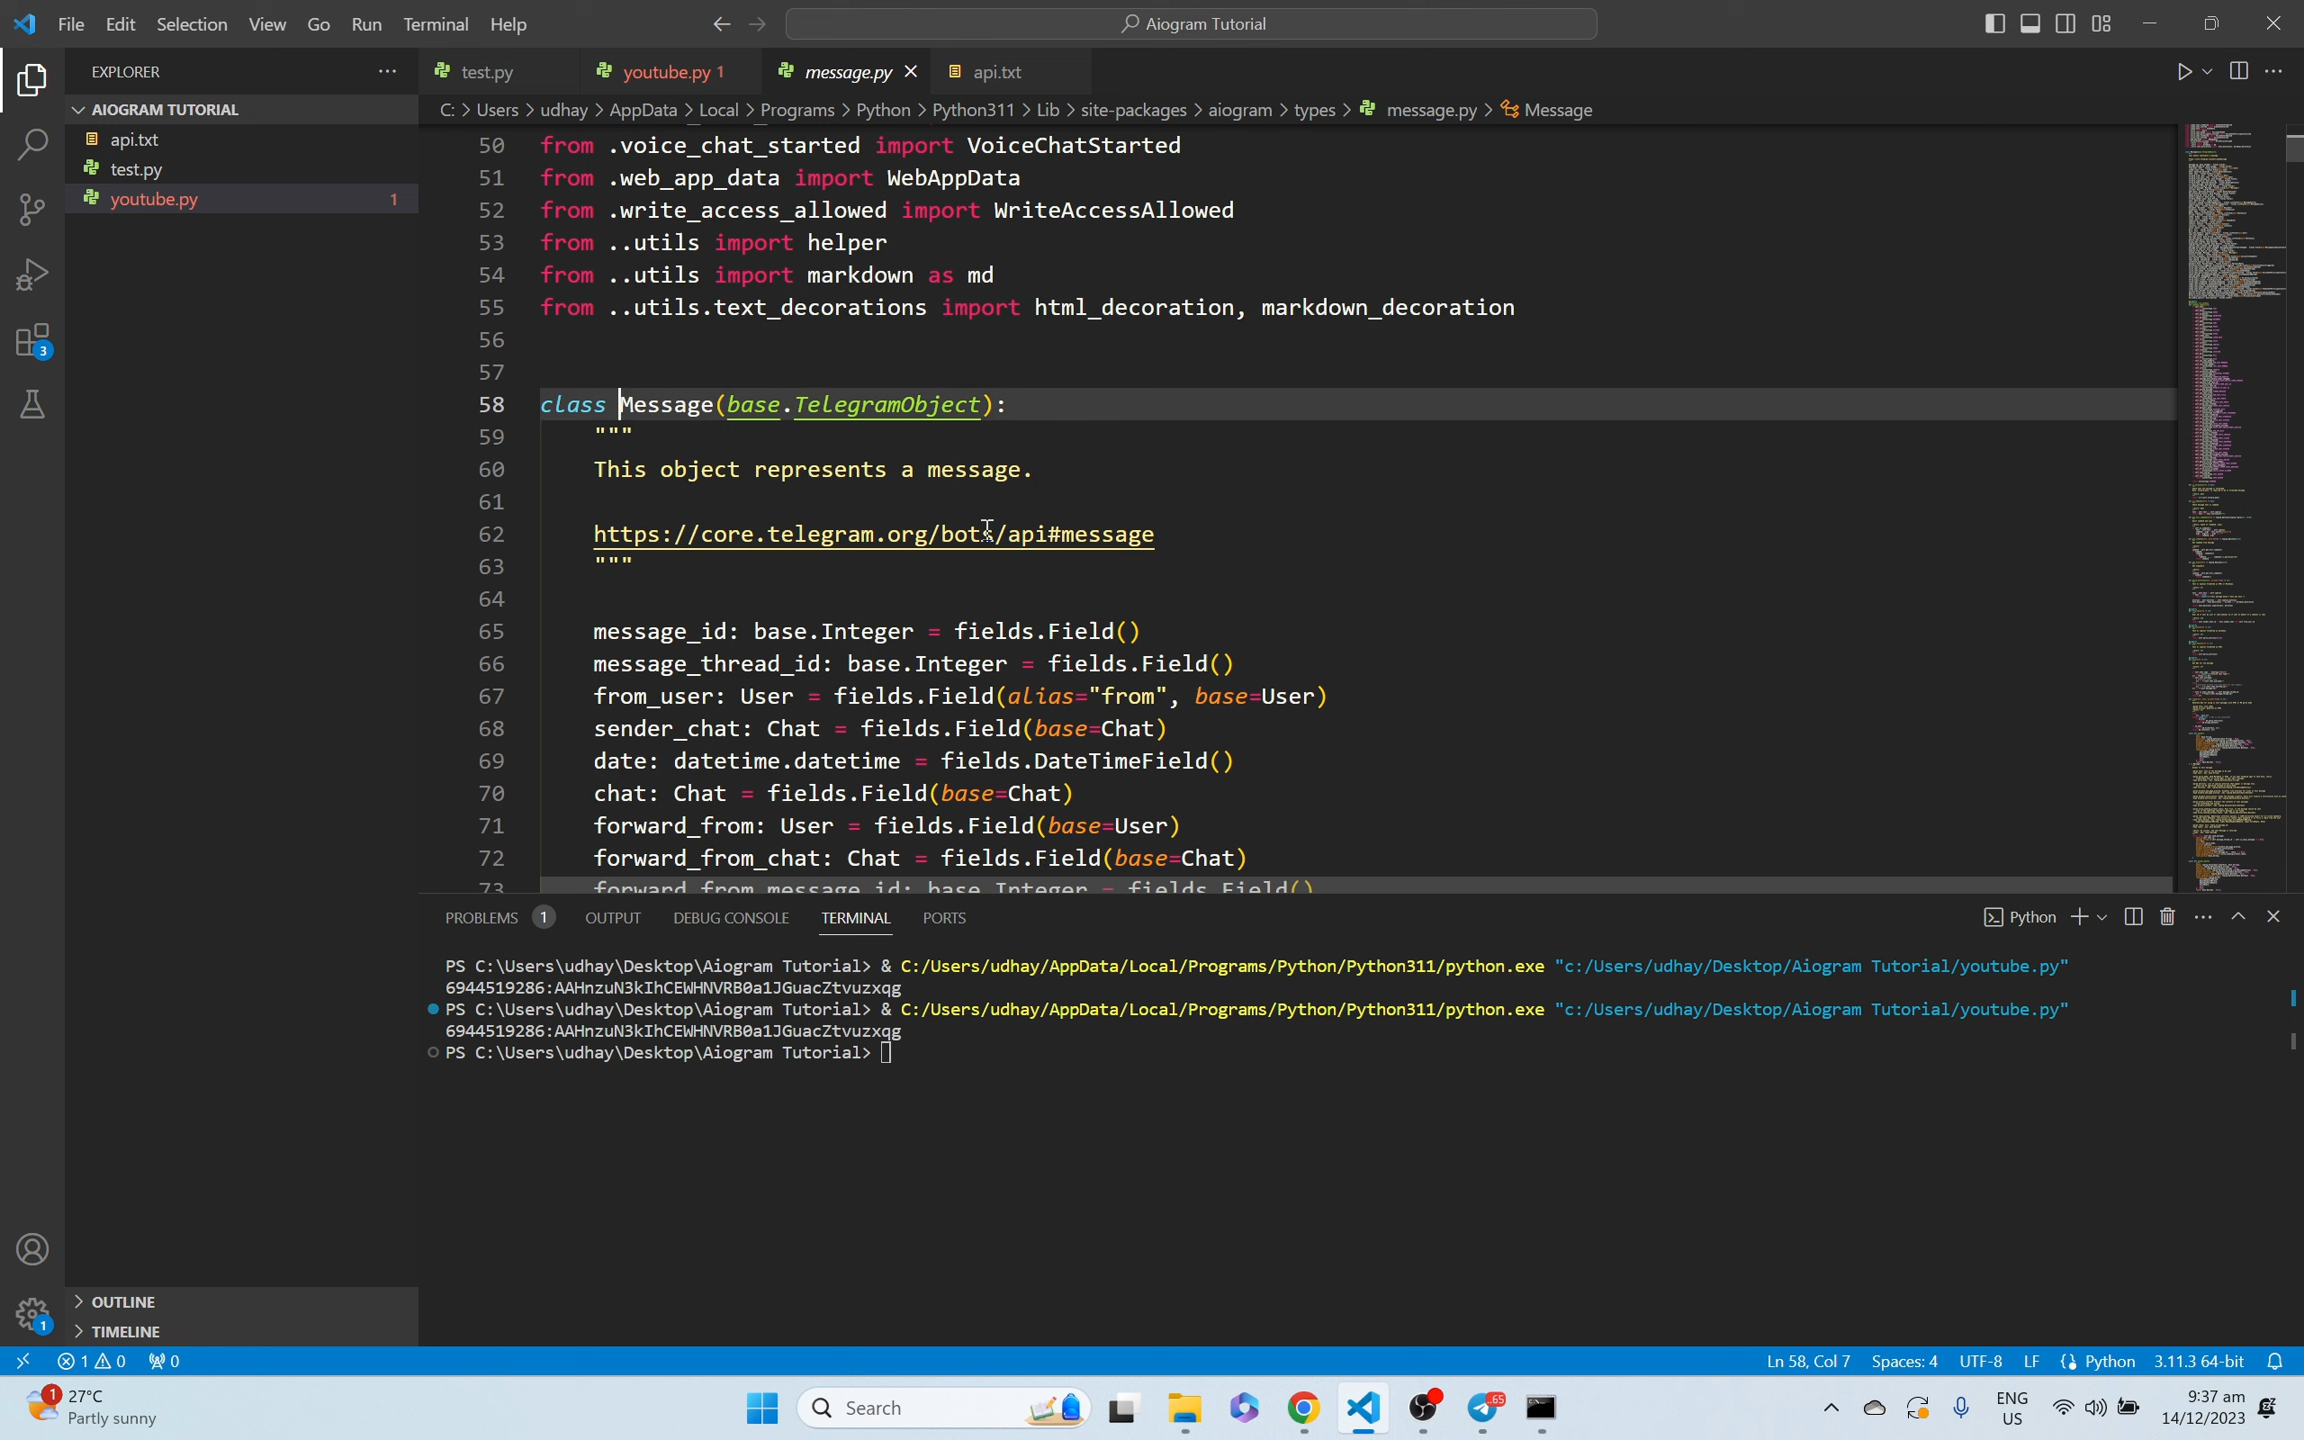 File Edit Selection View Go Run Terminal Help
Aiogram Tutorial
EXPLORER
AIOGRAM TUTORIAL
api.txt
test.py
youtube.py 1
3
1
OUTLINE
TIMELINE
test.py
youtube.py 1
message.py
api.txt
C: > Users > udhay > AppData > Local > Programs > Python > Python311 > Lib > site-packages > aiogram > types > message.py > Message
50 from .voice_chat_started import VoiceChatStarted
51 from .web_app_data import WebAppData
52 from .write_access_allowed import WriteAccessAllowed
53 from ..utils import helper
54 from ..utils import markdown as md
55 from ..utils.text_decorations import html_decoration, markdown_decoration
56
57
58 class Message(base.TelegramObject):
59 """
60 This object represents a message.
61
62 https://core.telegram.org/bots/api#message
63 """
64
65 message_id: base.Integer = fields.Field()
66 message_thread_id: base.Integer = fields.Field()
67 from_user: User = fields.Field(alias="from", base=User)
68 sender_chat: Chat = fields.Field(base=Chat)
69 date: datetime.datetime = fields.DateTimeField()
70 chat: Chat = fields.Field(base=Chat)
71 forward_from: User = fields.Field(base=User)
72 forward_from_chat: Chat = fields.Field(base=Chat)
73 forward_from_message_id: base.Integer = fields.Field()
PROBLEMS 1 OUTPUT DEBUG CONSOLE TERMINAL PORTS
Python
PS C:\Users\udhay\Desktop\Aiogram Tutorial> & C:/Users/udhay/AppData/Local/Programs/Python/Python311/python.exe "c:/Users/udhay/Desktop/Aiogram Tutorial/youtube.py"
6944519286:AAHnzuN3kIhCEWHNVRB0a1JGuacZtvuzxqg
PS C:\Users\udhay\Desktop\Aiogram Tutorial> & C:/Users/udhay/AppData/Local/Programs/Python/Python311/python.exe "c:/Users/udhay/Desktop/Aiogram Tutorial/youtube.py"
6944519286:AAHnzuN3kIhCEWHNVRB0a1JGuacZtvuzxqg
PS C:\Users\udhay\Desktop\Aiogram Tutorial>
1 0 0
Ln 58, Col 7 Spaces: 4 UTF-8 LF Python 3.11.3 64-bit
1
27°C
Partly sunny
Search
65
ENG
US
9:37 am
14/12/2023